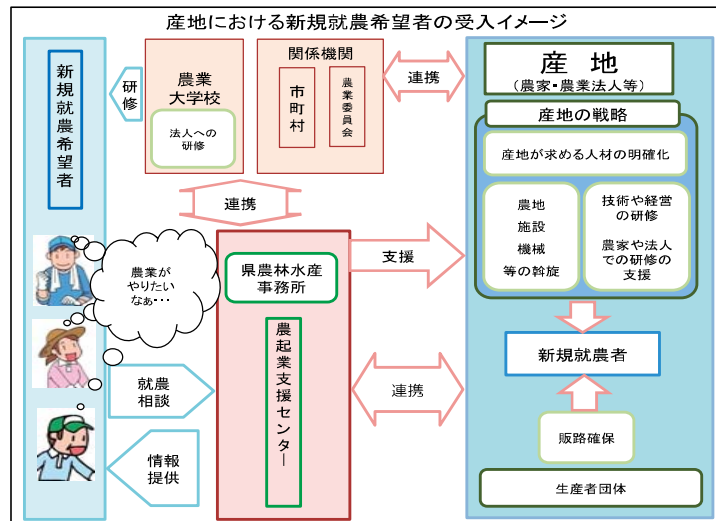 産地における新規就農希望者の受入イメージ
新規就農希望者
研修
農業
大学校
法人への
研修
関係機関
市町村
農業委員会
連携
産地
（農家・農業法人等）
産地の戦略
産地が求める人材の明確化
農地
施設
機械
等の斡旋
技術や経営
の研修
農家や法人
での研修の
支援
連携
農業が
やりたい
なぁ・・・
県農林水産
事務所
農起業支援センター
支援
新規就農者
就農
相談
連携
情報
提供
販路確保
生産者団体